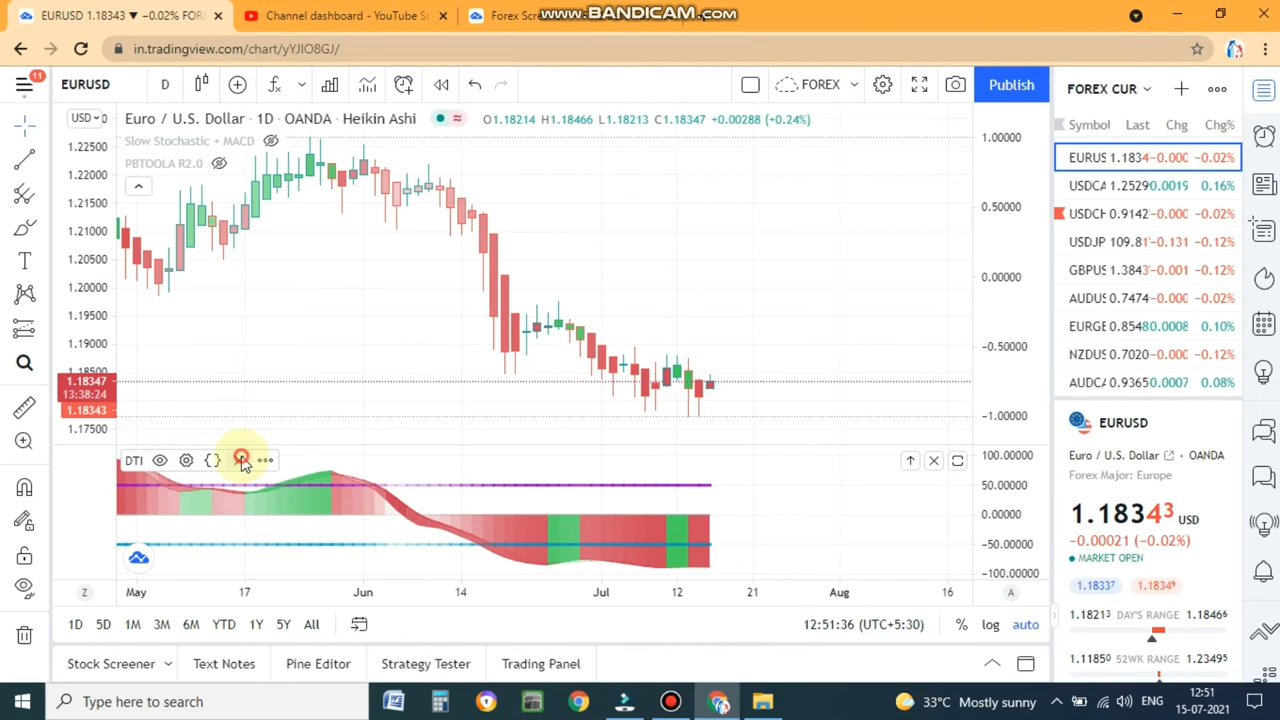 EURUSD 1.18343 ▼ −0.02% FORE
Channel dashboard - YouTube St
Forex Scr
www.BANDICAM.com
in.tradingview.com/chart/yYJIO8GJ/
11
EURUSD
D
FOREX
Publish
FOREX CUR
USD
Euro / U.S. Dollar · 1D · OANDA · Heikin Ashi
O1.18214 H1.18466 L1.18213 C1.18347 +0.00288 (+0.24%)
Slow Stochastic + MACD
PBTOOLA R2.0
Symbol Last Chg Chg%
EURUS 1.1834 −0.000 −0.02%
USDCA 1.2529 0.0019 0.16%
USDCH 0.9142 −0.000 −0.02%
USDJP 109.81 −0.131 −0.12%
GBPUS 1.3843 −0.001 −0.12%
AUDUS 0.7474 −0.000 −0.02%
EURGE 0.8548 0.0008 0.10%
NZDUS 0.7020 −0.000 −0.12%
AUDCA 0.9365 0.0007 0.08%
1.22500
1.22000
1.21500
1.21000
1.20500
1.20000
1.19500
1.19000
1.18500
1.18347
13:38:24
1.18343
1.17500
1.00000
0.50000
0.00000
−0.50000
−1.00000
DTI
100.00000
50.00000
0.00000
−50.00000
−100.00000
Z
May 17 Jun 14 Jul 12 21 Aug 16
A
1D 5D 1M 3M 6M YTD 1Y 5Y All
12:51:36 (UTC+5:30)
% log auto
Stock Screener
Text Notes
Pine Editor
Strategy Tester
Trading Panel
EURUSD
Euro / U.S. Dollar · OANDA
Forex Major: Europe
1.18343 USD
−0.00021 (−0.02%)
MARKET OPEN
1.18337 1.18349
1.18213 DAY'S RANGE 1.18466
1.11850 52WK RANGE 1.23495
Type here to search
33°C Mostly sunny
ENG
12:51
15-07-2021